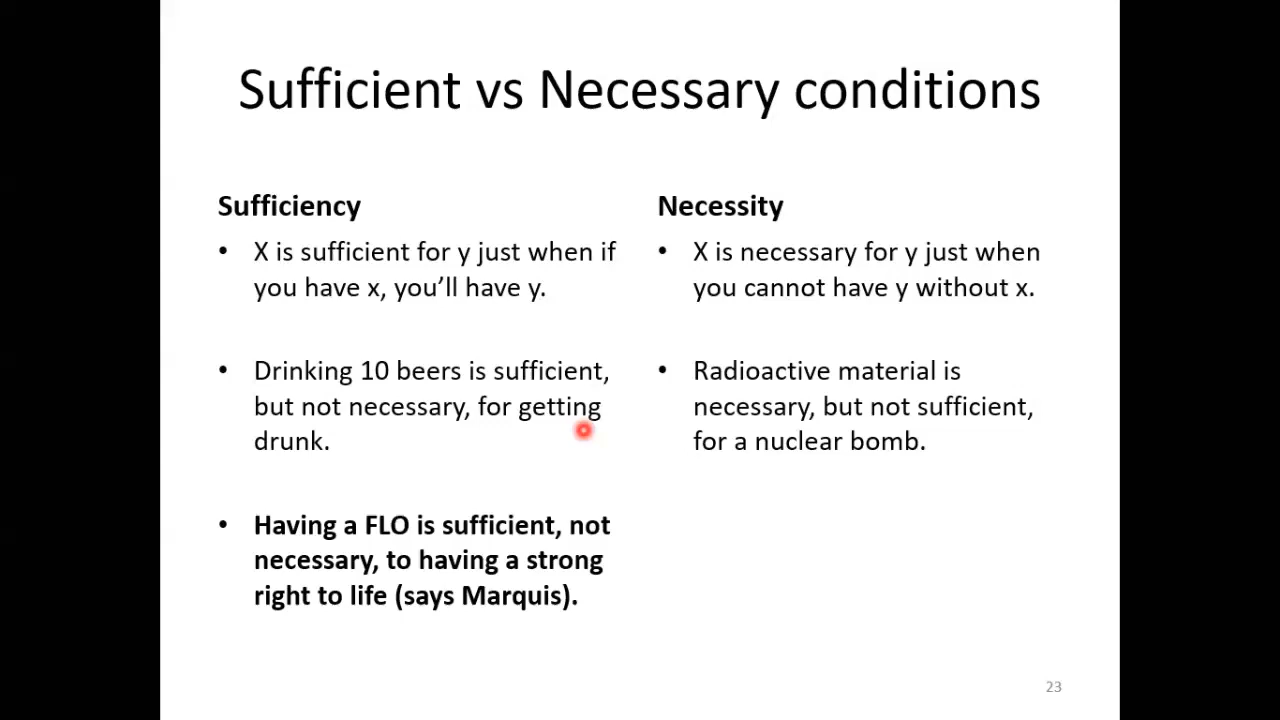 Sufficient vs Necessary conditions
Sufficiency
• X is sufficient for y just when if
you have x, you’ll have y.
• Drinking 10 beers is sufficient,
but not necessary, for getting
drunk.
• Having a FLO is sufficient, not
necessary, to having a strong
right to life (says Marquis).
Necessity
• X is necessary for y just when
you cannot have y without x.
• Radioactive material is
necessary, but not sufficient,
for a nuclear bomb.
23